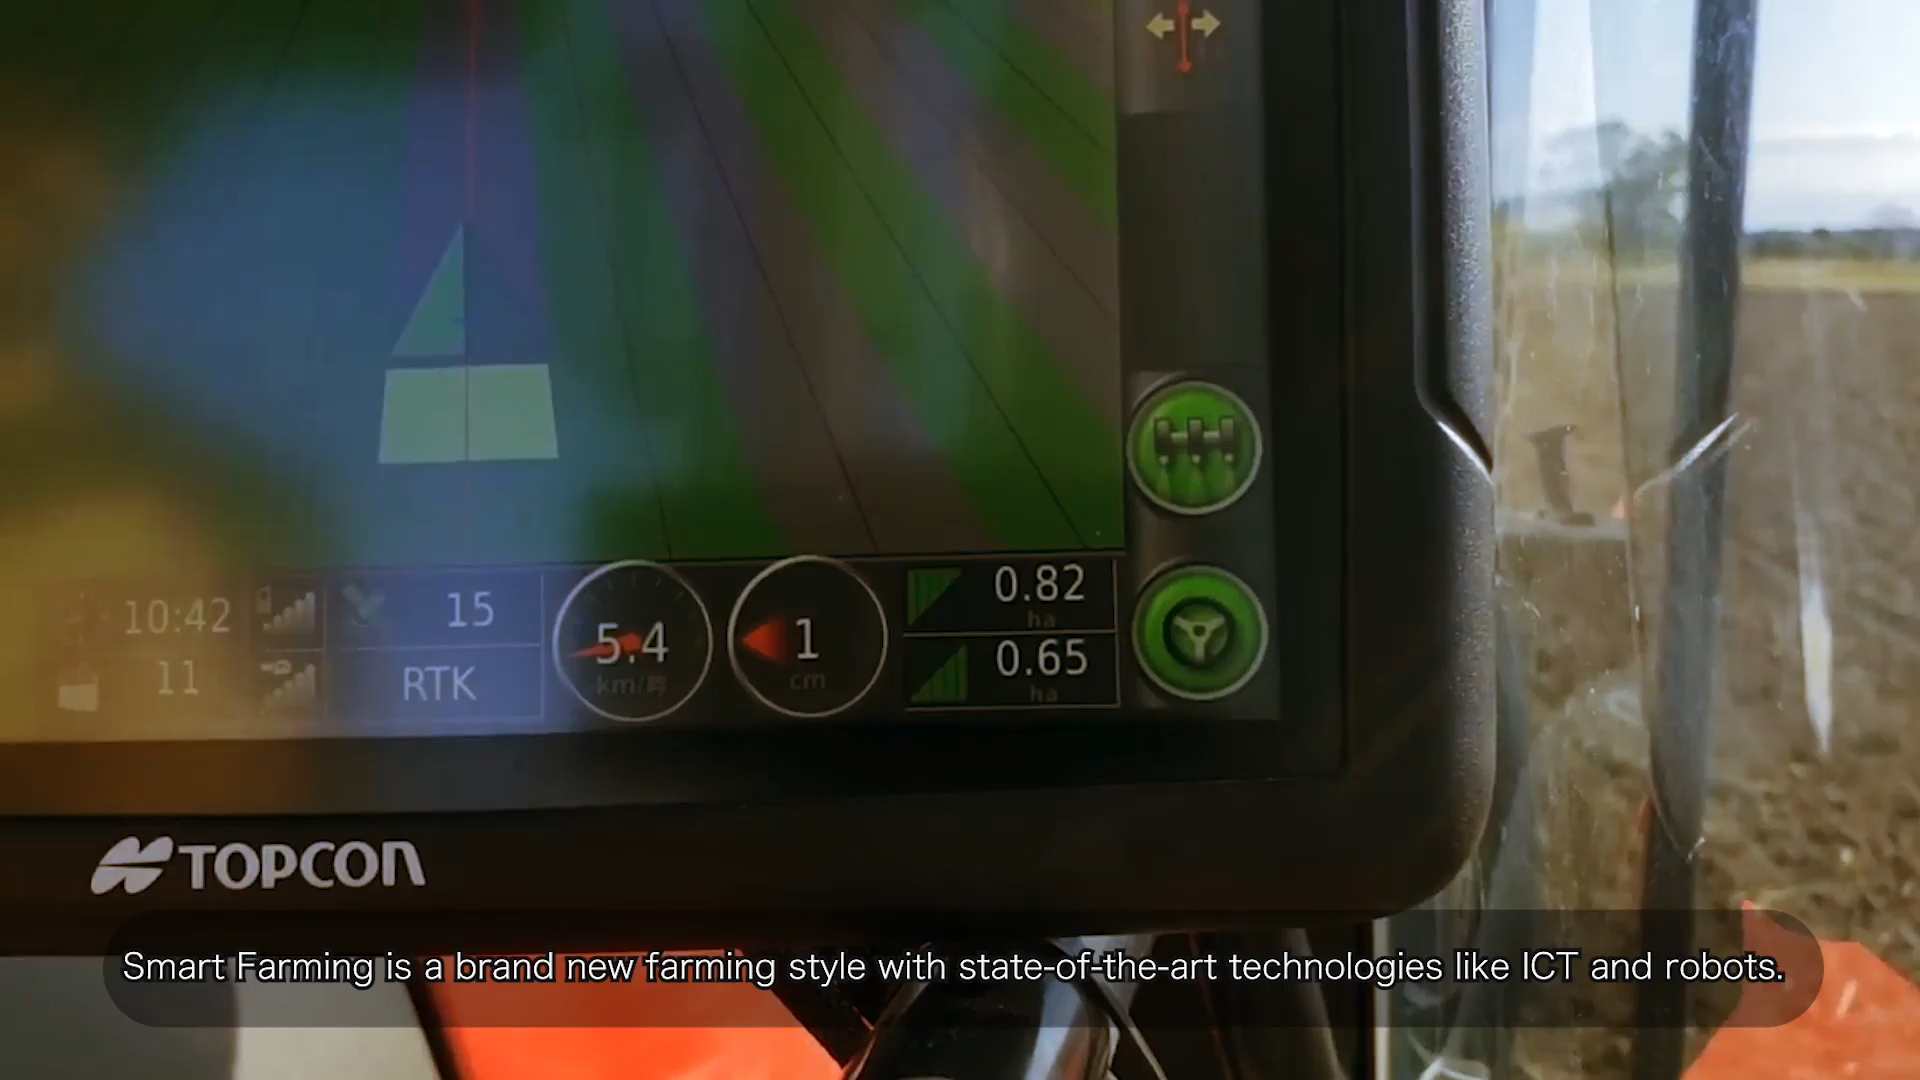 10:42
11
15
RTK
5.4
km/時
1
cm
0.82
ha
0.65
ha
TOPCON
Smart Farming is a brand new farming style with state-of-the-art technologies like ICT and robots.